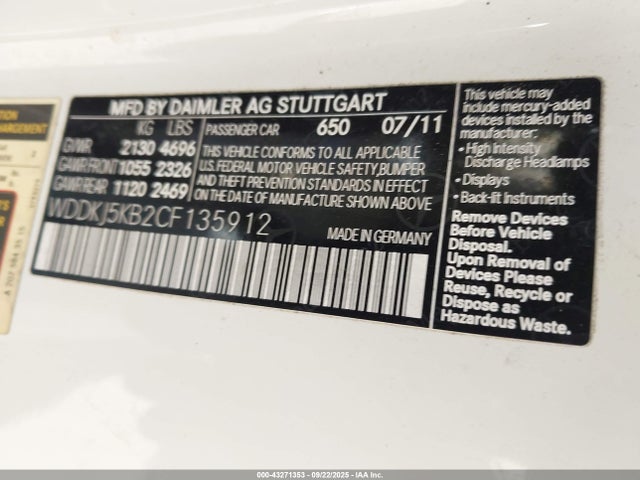 MFD BY DAIMLER AG STUTTGART
KG LBS
GVWR 2130 4696
GAWR FRONT 1055 2326
GAWR REAR 1120 2469
PASSENGER CAR 650 07/11
THIS VEHICLE CONFORMS TO ALL APPLICABLE
U.S. FEDERAL MOTOR VEHICLE SAFETY, BUMPER
AND THEFT PREVENTION STANDARDS IN EFFECT
ON THE DATE OF MANUFACTURE SHOWN ABOVE
WDDKJ5KB2CF135912
MADE IN GERMANY
This vehicle may
include mercury-added
devices installed by the
manufacturer:
• High Intensity
Discharge Headlamps
• Displays
• Back-lit Instruments
Remove Devices
Before Vehicle
Disposal.
Upon Removal of
Devices Please
Reuse, Recycle or
Dispose as
Hazardous Waste.
000-43271353 - 09/22/2025 - IAA Inc.